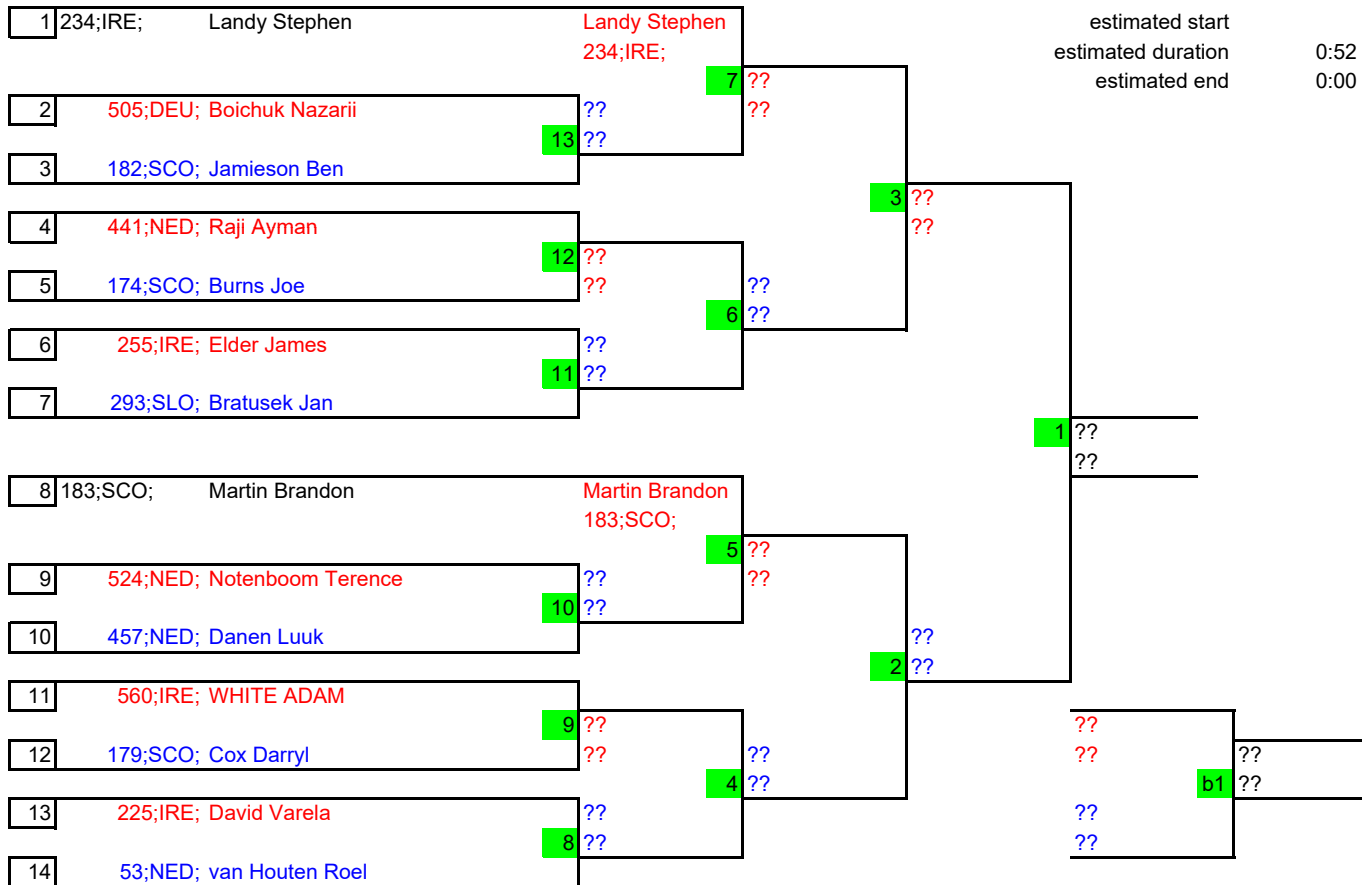 1 234;IRE; Landy Stephen Landy Stephen estimated start
234;IRE; estimated duration 0:52
7 ?? estimated end 0:00
2 505;DEU; Boichuk Nazarii ?? ??
13 ??
3 182;SCO; Jamieson Ben
3 ??
4 441;NED; Raji Ayman ??
12 ??
5 174;SCO; Burns Joe ?? ??
6 ??
6 255;IRE; Elder James ??
11 ??
7 293;SLO; Bratusek Jan
1 ??
??
8 183;SCO; Martin Brandon Martin Brandon
183;SCO;
5 ??
9 524;NED; Notenboom Terence ?? ??
10 ??
10 457;NED; Danen Luuk ??
2 ??
11 560;IRE; WHITE ADAM
9 ?? ??
12 179;SCO; Cox Darryl ?? ?? ?? ??
4 ?? b1 ??
13 225;IRE; David Varela ?? ??
8 ?? ??
14 53;NED; van Houten Roel